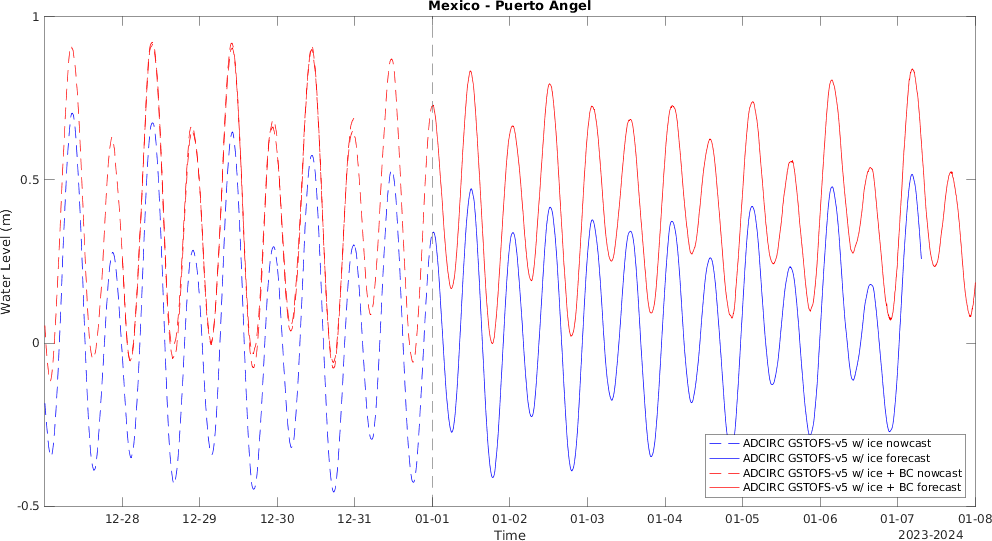 Mexico - Puerto Angel
1
0.5
0
-0.5
Water Level (m)
12-28
12-29
12-30
12-31
01-01
01-02
01-03
01-04
01-05
01-06
01-07
01-08
Time
2023-2024
ADCIRC GSTOFS-v5 w/ ice nowcast
ADCIRC GSTOFS-v5 w/ ice forecast
ADCIRC GSTOFS-v5 w/ ice + BC nowcast
ADCIRC GSTOFS-v5 w/ ice + BC forecast